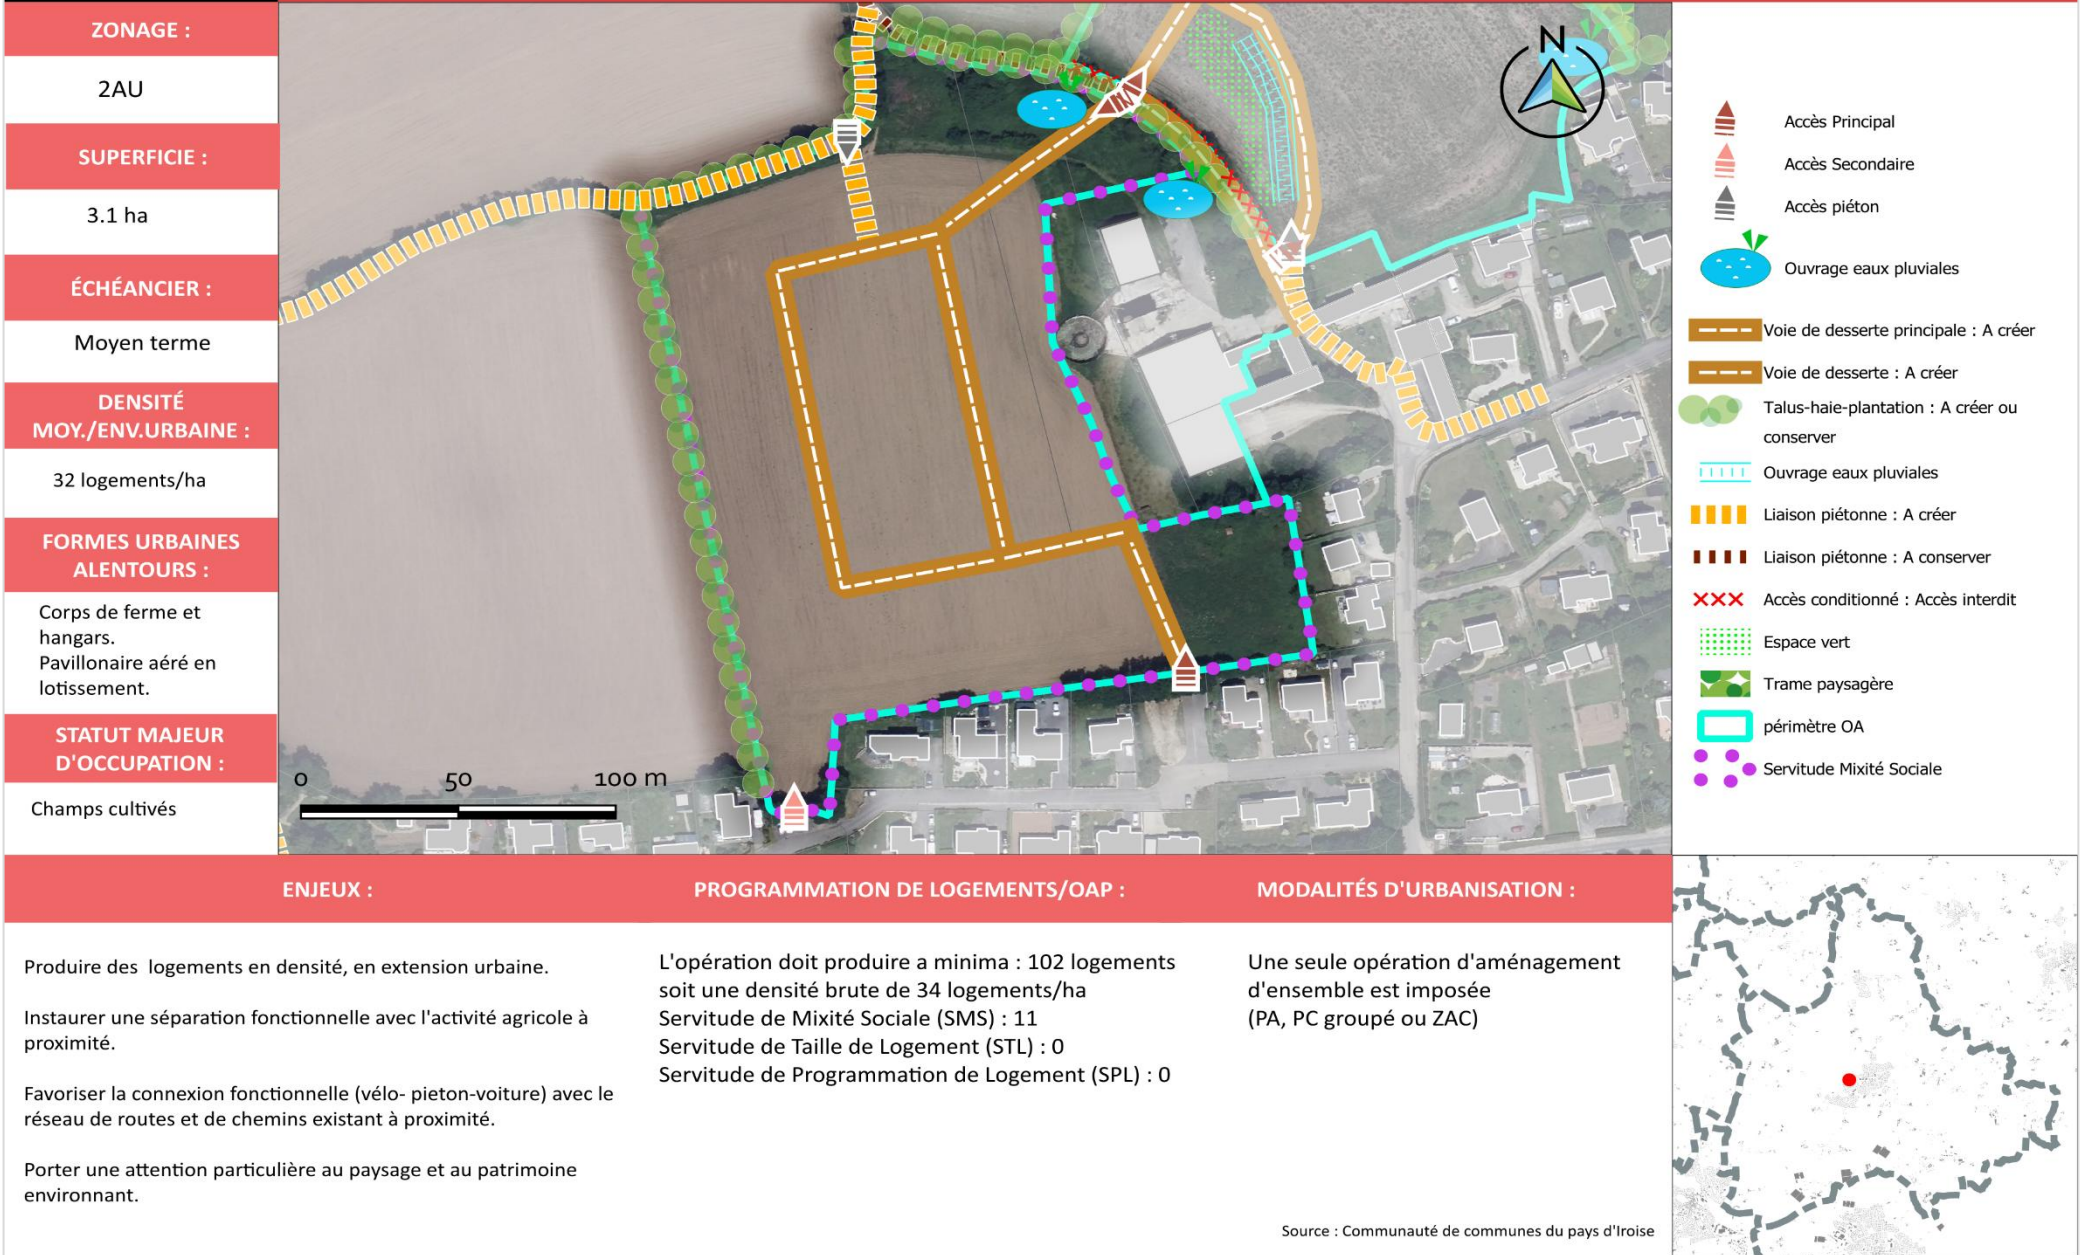 ZONAGE :
2AU
SUPERFICIE :
3.1 ha
ÉCHÉANCIER :
Moyen terme
DENSITÉ
MOY./ENV.URBAINE :
32 logements/ha
FORMES URBAINES
ALENTOURS :
Corps de ferme et
hangars.
Pavillonaire aéré en
lotissement.
STATUT MAJEUR
D'OCCUPATION :
Champs cultivés
N
0 50 100 m
Accès Principal
Accès Secondaire
Accès piéton
Ouvrage eaux pluviales
Voie de desserte principale : A créer
Voie de desserte : A créer
Talus-haie-plantation : A créer ou
conserver
Ouvrage eaux pluviales
Liaison piétonne : A créer
Liaison piétonne : A conserver
Accès conditionné : Accès interdit
Espace vert
Trame paysagère
périmètre OA
Servitude Mixité Sociale
ENJEUX :
Produire des  logements en densité, en extension urbaine.
Instaurer une séparation fonctionnelle avec l'activité agricole à
proximité.
Favoriser la connexion fonctionnelle (vélo- pieton-voiture) avec le
réseau de routes et de chemins existant à proximité.
Porter une attention particulière au paysage et au patrimoine
environnant.
PROGRAMMATION DE LOGEMENTS/OAP :
L'opération doit produire a minima : 102 logements
soit une densité brute de 34 logements/ha
Servitude de Mixité Sociale (SMS) : 11
Servitude de Taille de Logement (STL) : 0
Servitude de Programmation de Logement (SPL) : 0
MODALITÉS D'URBANISATION :
Une seule opération d'aménagement
d'ensemble est imposée
(PA, PC groupé ou ZAC)
Source : Communauté de communes du pays d'Iroise